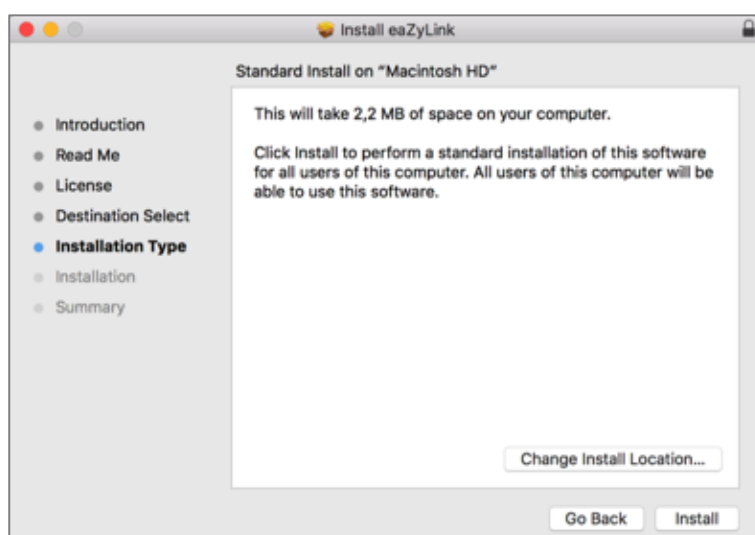 Install eaZyLink
Standard Install on “Macintosh HD”
Introduction
Read Me
License
Destination Select
Installation Type
Installation
Summary
This will take 2,2 MB of space on your computer.
Click Install to perform a standard installation of this software
for all users of this computer. All users of this computer will be
able to use this software.
Change Install Location...
Go Back
Install